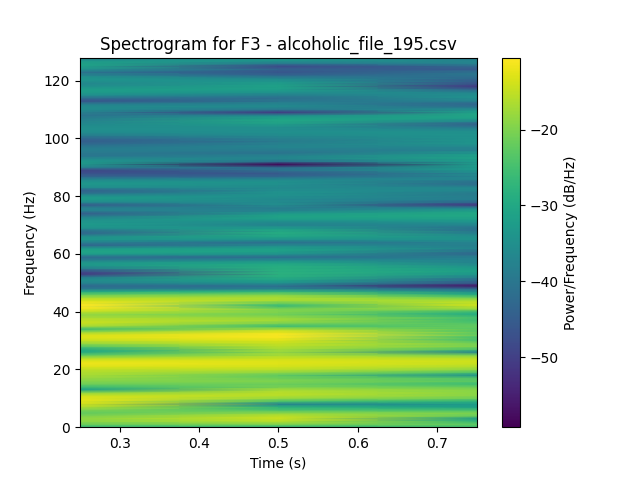 Spectrogram for F3 - alcoholic_file_195.csv
120
100
80
60
40
20
0
Frequency (Hz)
0.3 0.4 0.5 0.6 0.7
Time (s)
−20
−30
−40
−50
Power/Frequency (dB/Hz)